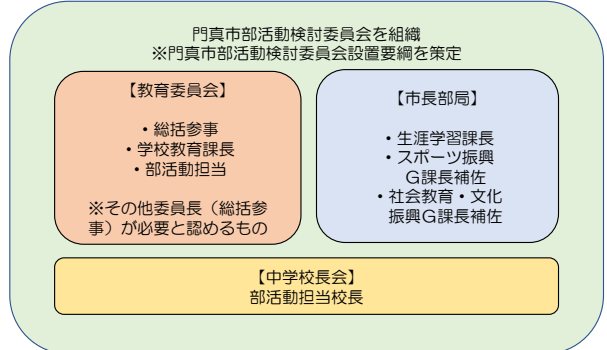 門真市部活動検討委員会を組織
※門真市部活動検討委員会設置要綱を策定
【教育委員会】
・総括参事
・学校教育課長
・部活動担当
※その他委員長（総括参
事）が必要と認めるもの
【市長部局】
・生涯学習課長
・スポーツ振興
G課長補佐
・社会教育・文化
振興G課長補佐
【中学校長会】
部活動担当校長